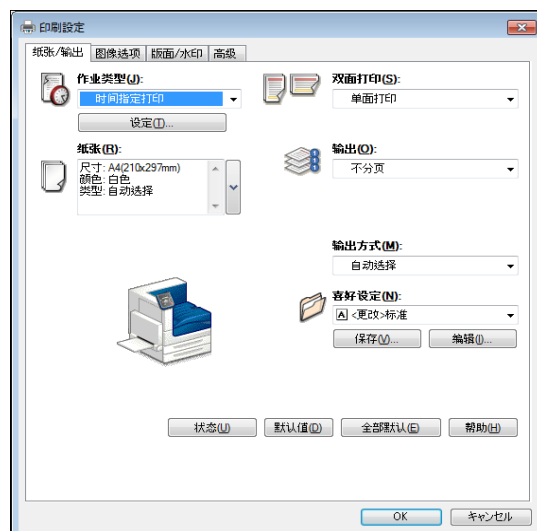 印刷設定
纸张/输出 图像选项 版面/水印 高级
作业类型(J):
时间指定打印
设定(T)...
纸张(R):
尺寸: A4(210x297mm)
颜色: 白色
类型: 自动选择
双面打印(S):
单面打印
输出(O):
不分页
输出方式(M):
自动选择
喜好设定(N):
A <更改>标准
保存(V)... 编辑(I)...
状态(U) 默认值(D) 全部默认(E) 帮助(H)
OK キャンセル